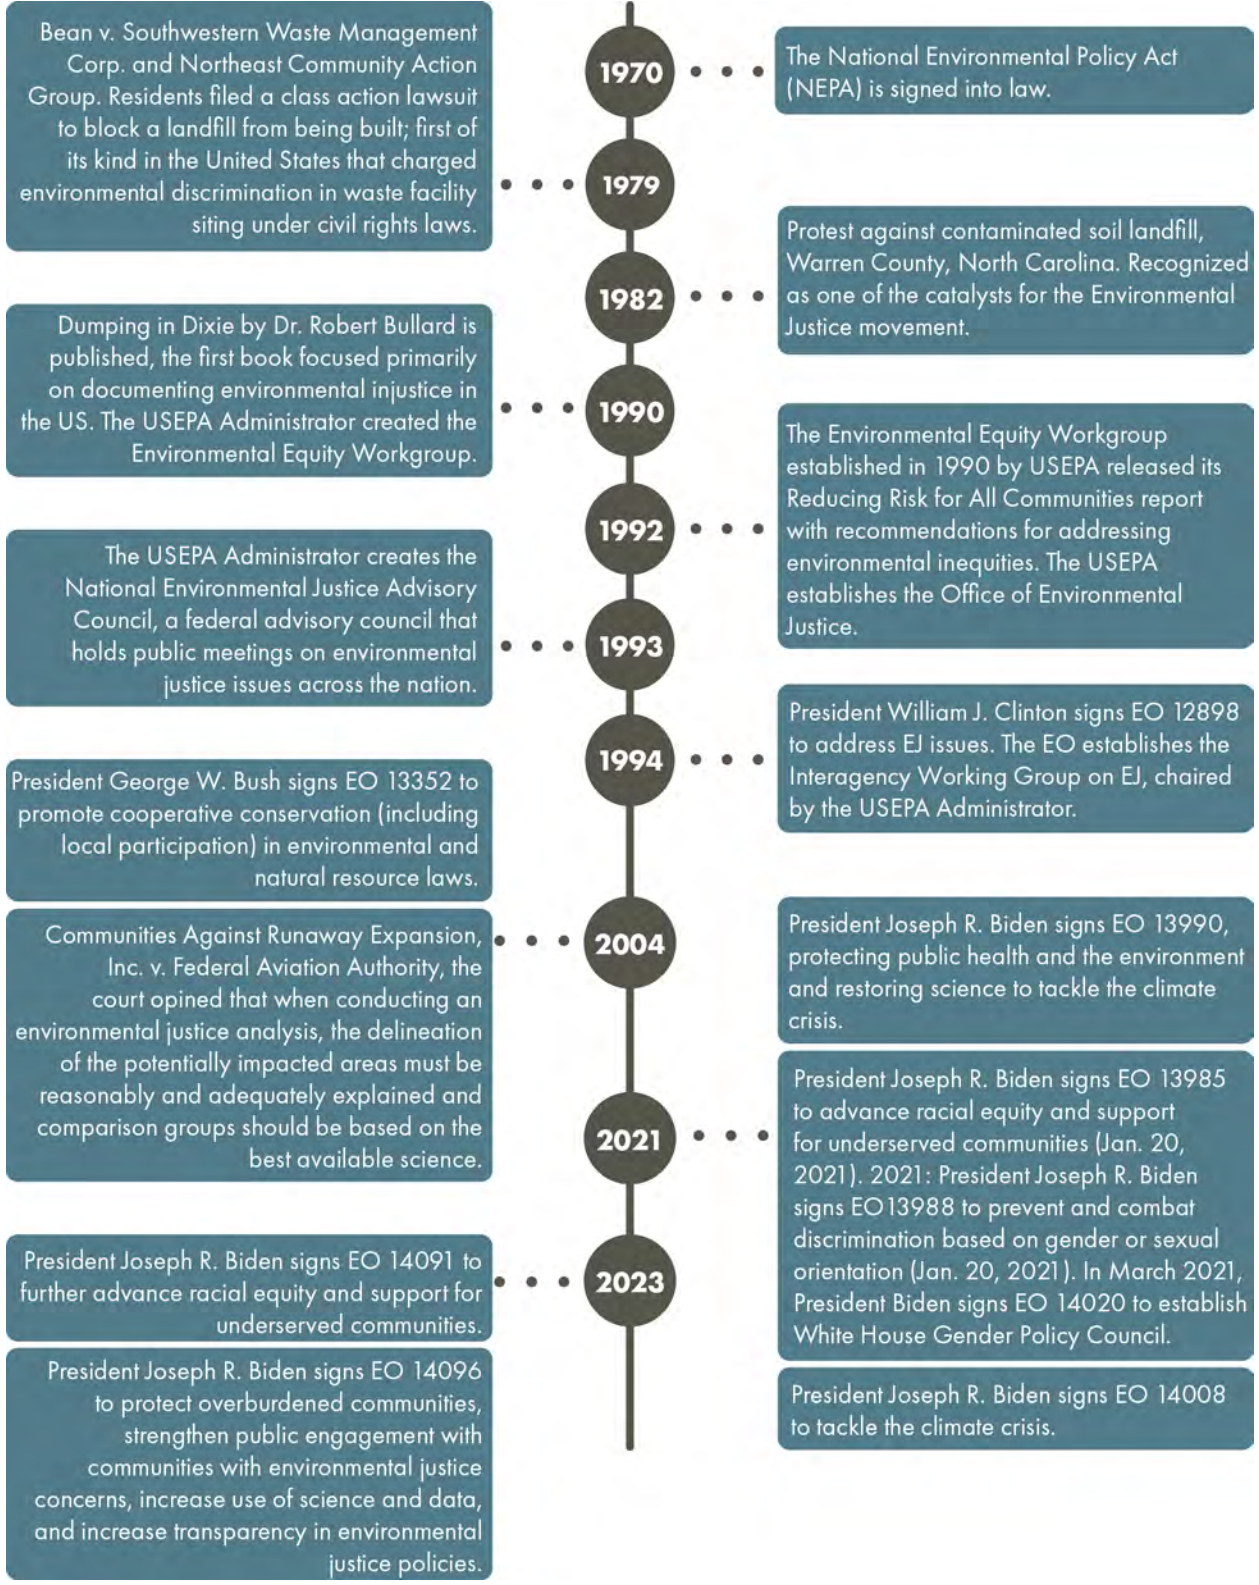 1970
The National Environmental Policy Act
(NEPA) is signed into law.
Bean v. Southwestern Waste Management
Corp. and Northeast Community Action
Group. Residents filed a class action lawsuit
to block a landfill from being built; first of
its kind in the United States that charged
environmental discrimination in waste facility
siting under civil rights laws.
1979
1982
Protest against contaminated soil landfill,
Warren County, North Carolina. Recognized
as one of the catalysts for the Environmental
Justice movement.
Dumping in Dixie by Dr. Robert Bullard is
published, the first book focused primarily
on documenting environmental injustice in
the US. The USEPA Administrator created the
Environmental Equity Workgroup.
1990
1992
The Environmental Equity Workgroup
established in 1990 by USEPA released its
Reducing Risk for All Communities report
with recommendations for addressing
environmental inequities. The USEPA
establishes the Office of Environmental
Justice.
The USEPA Administrator creates the
National Environmental Justice Advisory
Council, a federal advisory council that
holds public meetings on environmental
justice issues across the nation.
1993
1994
President William J. Clinton signs EO 12898
to address EJ issues. The EO establishes the
Interagency Working Group on EJ, chaired
by the USEPA Administrator.
President George W. Bush signs EO 13352 to
promote cooperative conservation (including
local participation) in environmental and
natural resource laws.
Communities Against Runaway Expansion,
Inc. v. Federal Aviation Authority, the
court opined that when conducting an
environmental justice analysis, the delineation
of the potentially impacted areas must be
reasonably and adequately explained and
comparison groups should be based on the
best available science.
2004
2021
President Joseph R. Biden signs EO 13990,
protecting public health and the environment
and restoring science to tackle the climate
crisis.
President Joseph R. Biden signs EO 13985
to advance racial equity and support
for underserved communities (Jan. 20,
2021). 2021: President Joseph R. Biden
signs EO13988 to prevent and combat
discrimination based on gender or sexual
orientation (Jan. 20, 2021). In March 2021,
President Biden signs EO 14020 to establish
White House Gender Policy Council.
President Joseph R. Biden signs EO 14008
to tackle the climate crisis.
President Joseph R. Biden signs EO 14091 to
further advance racial equity and support for
underserved communities.
2023
President Joseph R. Biden signs EO 14096
to protect overburdened communities,
strengthen public engagement with
communities with environmental justice
concerns, increase use of science and data,
and increase transparency in environmental
justice policies.